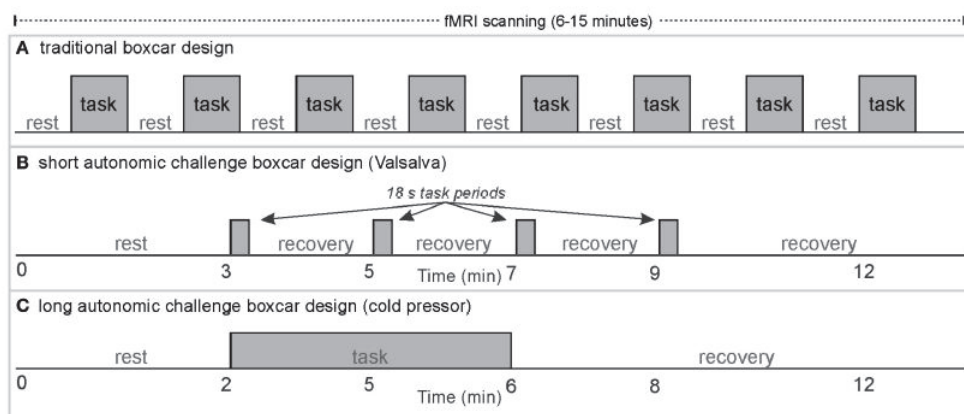 fMRI scanning (6-15 minutes)
A traditional boxcar design
task task task task task task task task
rest rest rest rest rest rest rest rest
B short autonomic challenge boxcar design (Valsalva)
18 s task periods
rest recovery recovery recovery recovery
0 3 5 Time (min) 7 9 12
C long autonomic challenge boxcar design (cold pressor)
rest task recovery
0 2 5 Time (min) 6 8 12